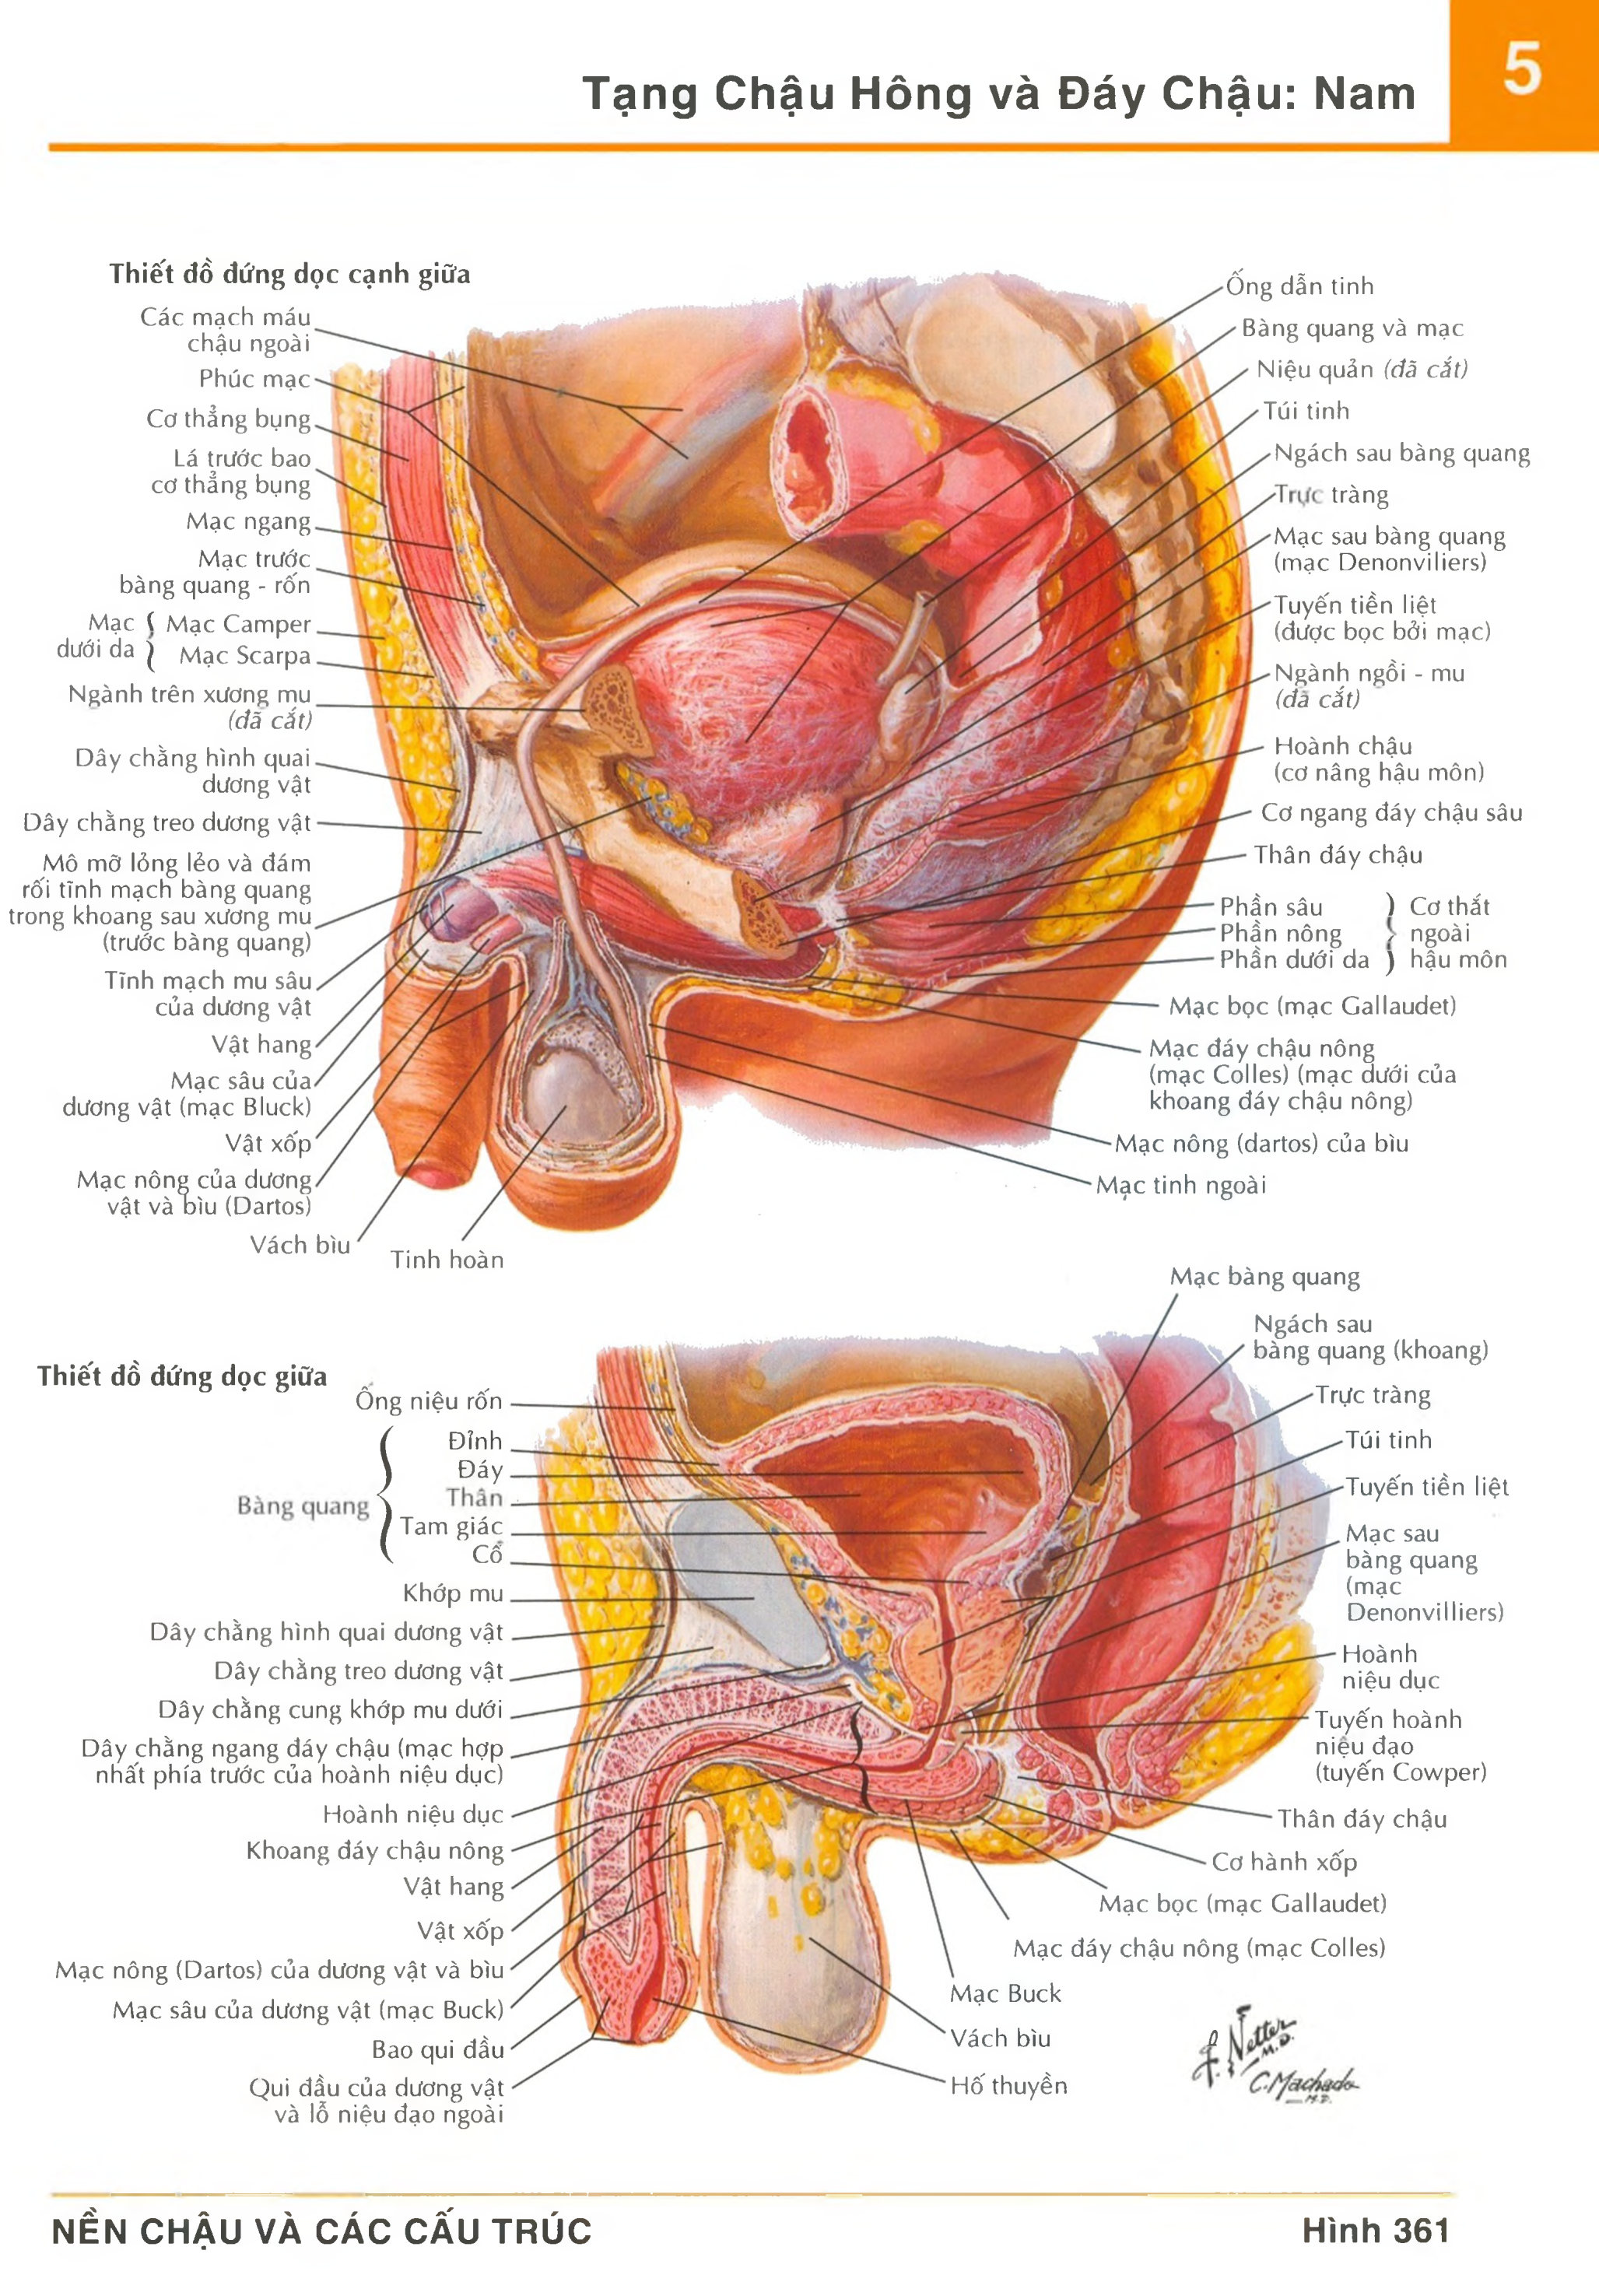 Tạng Chậu Hông và Đáy Chậu: Nam
5
Thiết đồ đứng dọc cạnh giữa
Các mạch máu
chậu ngoài
Phúc mạc
Cơ thẳng bụng
Lá trước bao
cơ thẳng bụng
Mạc ngang
Mạc trước
bàng quang - rốn
Mạc
dưới da
Mạc Camper
Mạc Scarpa
Ngành trên xương mu
(đã cắt)
Dây chằng hình quai
dương vật
Dây chằng treo dương vật
Mô mỡ lỏng lẻo và đám
rối tĩnh mạch bàng quang
trong khoang sau xương mu
(trước bàng quang)
Tĩnh mạch mu sâu
của dương vật
Vật hang
Mạc sâu của
dương vật (mạc Bluck)
Vật xốp
Mạc nông của dương
vật và bìu (Dartos)
Vách bìu
Tinh hoàn
Ống dẫn tinh
Bàng quang và mạc
Niệu quản (đã cắt)
Túi tinh
Ngách sau bàng quang
Trực tràng
Mạc sau bàng quang
(mạc Denonviliers)
Tuyến tiền liệt
(được bọc bởi mạc)
Ngành ngồi - mu
(đã cắt)
Hoành chậu
(cơ nâng hậu môn)
Cơ ngang đáy chậu sâu
Thân đáy chậu
Phần sâu
Phần nông
Phần dưới da
Cơ thắt
ngoài
hậu môn
Mạc bọc (mạc Gallaudet)
Mạc đáy chậu nông
(mạc Colles) (mạc dưới của
khoang đáy chậu nông)
Mạc nông (dartos) của bìu
Mạc tinh ngoài
Thiết đồ đứng dọc giữa
Ống niệu rốn
Bàng quang
Đỉnh
Đáy
Thân
Tam giác
Cổ
Khớp mu
Dây chằng hình quai dương vật
Dây chằng treo dương vật
Dây chằng cung khớp mu dưới
Dây chằng ngang đáy chậu (mạc hợp
nhất phía trước của hoành niệu dục)
Hoành niệu dục
Khoang đáy chậu nông
Vật hang
Vật xốp
Mạc nông (Dartos) của dương vật và bìu
Mạc sâu của dương vật (mạc Buck)
Bao qui đầu
Qui đầu của dương vật
và lỗ niệu đạo ngoài
Mạc bàng quang
Ngách sau
bàng quang (khoang)
Trực tràng
Túi tinh
Tuyến tiền liệt
Mạc sau
bàng quang
(mạc
Denonvilliers)
Hoành
niệu dục
Tuyến hoành
niệu đạo
(tuyến Cowper)
Thân đáy chậu
Cơ hành xốp
Mạc bọc (mạc Gallaudet)
Mạc đáy chậu nông (mạc Colles)
Mạc Buck
Vách bìu
Hố thuyền
F. Netter
M.D.
C. Machado
M.D.
NỀN CHẬU VÀ CÁC CẤU TRÚC
Hình 361